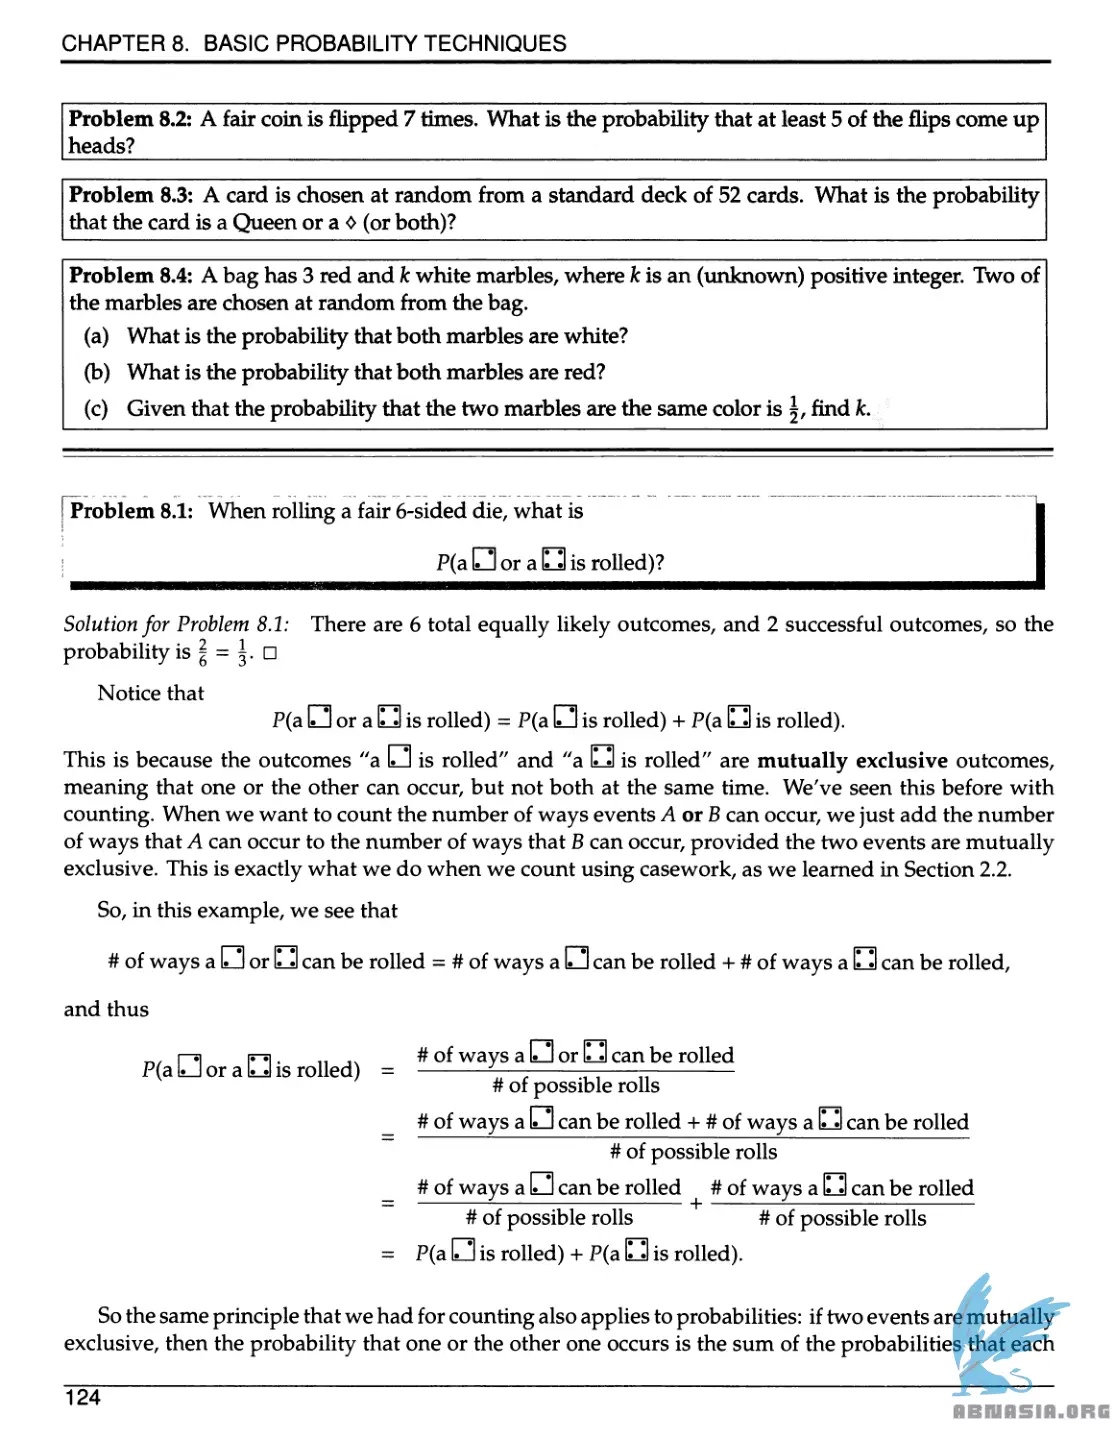 CHAPTER 8. BASIC PROBABILITY TECHNIQUES
Problem 8.2: A fair coin is flipped 7 times. What is the probability that at least 5 of the flips come up
heads?
Problem 8.3: A card is chosen at random from a standard deck of 52 cards. What is the probability
that the card is a Queen or a ◊ (or both)?
Problem 8.4: A bag has 3 red and k white marbles, where k is an (unknown) positive integer. Two of
the marbles are chosen at random from the bag.
(a) What is the probability that both marbles are white?
(b) What is the probability that both marbles are red?
(c) Given that the probability that the two marbles are the same color is 1/2, find k.
Problem 8.1: When rolling a fair 6-sided die, what is
P(a ⚁ or a ⚃ is rolled)?
Solution for Problem 8.1: There are 6 total equally likely outcomes, and 2 successful outcomes, so the
probability is 2/6 = 1/3. □
Notice that
P(a ⚁ or a ⚃ is rolled) = P(a ⚁ is rolled) + P(a ⚃ is rolled).
This is because the outcomes "a ⚁ is rolled" and "a ⚃ is rolled" are mutually exclusive outcomes,
meaning that one or the other can occur, but not both at the same time. We've seen this before with
counting. When we want to count the number of ways events A or B can occur, we just add the number
of ways that A can occur to the number of ways that B can occur, provided the two events are mutually
exclusive. This is exactly what we do when we count using casework, as we learned in Section 2.2.
So, in this example, we see that
# of ways a ⚁ or ⚃ can be rolled = # of ways a ⚁ can be rolled + # of ways a ⚃ can be rolled,
and thus
P(a ⚁ or a ⚃ is rolled) = # of ways a ⚁ or ⚃ can be rolled
# of possible rolls
= # of ways a ⚁ can be rolled + # of ways a ⚃ can be rolled
# of possible rolls
= # of ways a ⚁ can be rolled + # of ways a ⚃ can be rolled
# of possible rolls # of possible rolls
= P(a ⚁ is rolled) + P(a ⚃ is rolled).
So the same principle that we had for counting also applies to probabilities: if two events are mutually
exclusive, then the probability that one or the other one occurs is the sum of the probabilities that each
124
ABNASIA.ORG